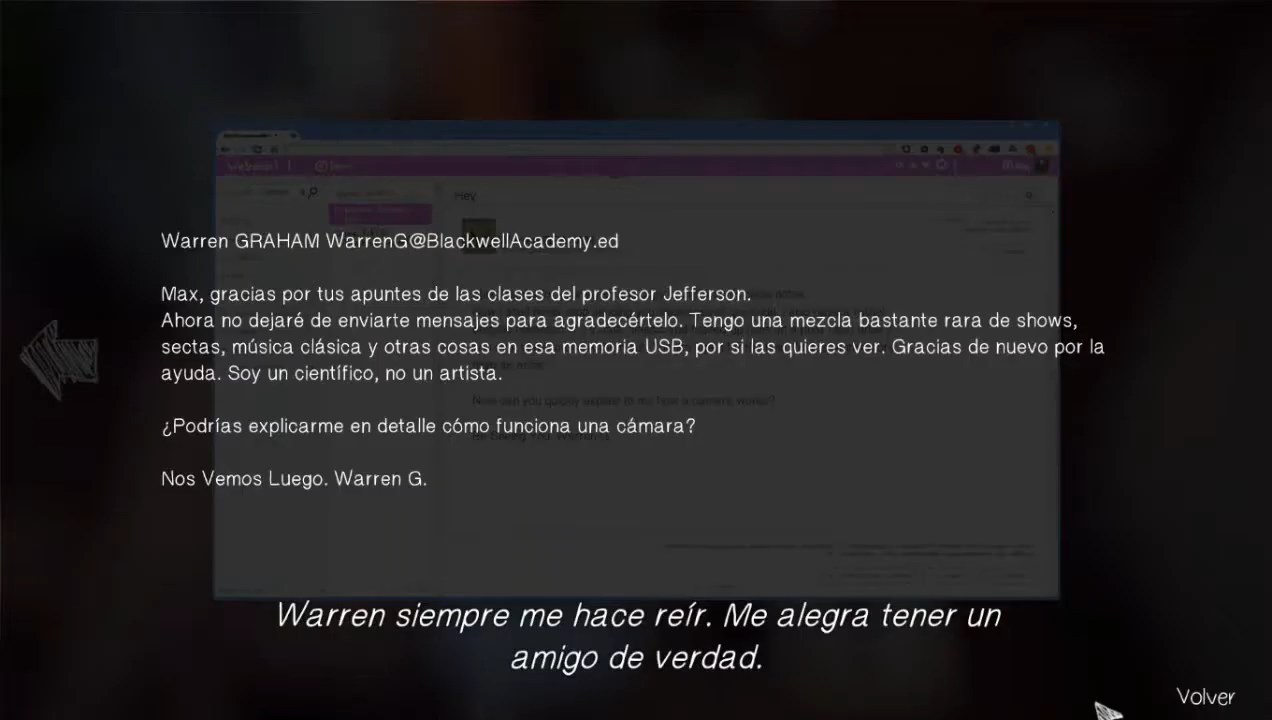 Hey
Warren GRAHAM WarrenG@BlackwellAcademy.ed
Max, gracias por tus apuntes de las clases del profesor Jefferson.
Ahora no dejaré de enviarte mensajes para agradecértelo. Tengo una mezcla bastante rara de shows,
sectas, música clásica y otras cosas en esa memoria USB, por si las quieres ver. Gracias de nuevo por la
ayuda. Soy un científico, no un artista.
¿Podrías explicarme en detalle cómo funciona una cámara?
Nos Vemos Luego. Warren G.
Warren siempre me hace reír. Me alegra tener un
amigo de verdad.
Volver